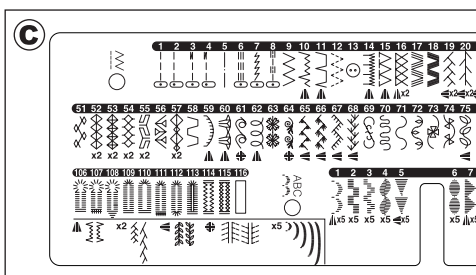 C
1 2 3 4 5 6 7 8 9 10 11 12 13 14 15 16 17 18 19 20
x2 x2 x2
51 52 53 54 55 56 57 58 59 60 61 62 63 64 65 66 67 68 69 70 71 72 73 74 75
x2 x2 x2 x2 x2
106 107 108 109 110 111 112 113 114 115 116 ABC 1 2 3 4 5 6 7
x5 x5 x5 x5 x5 x5 x5
x2 x5